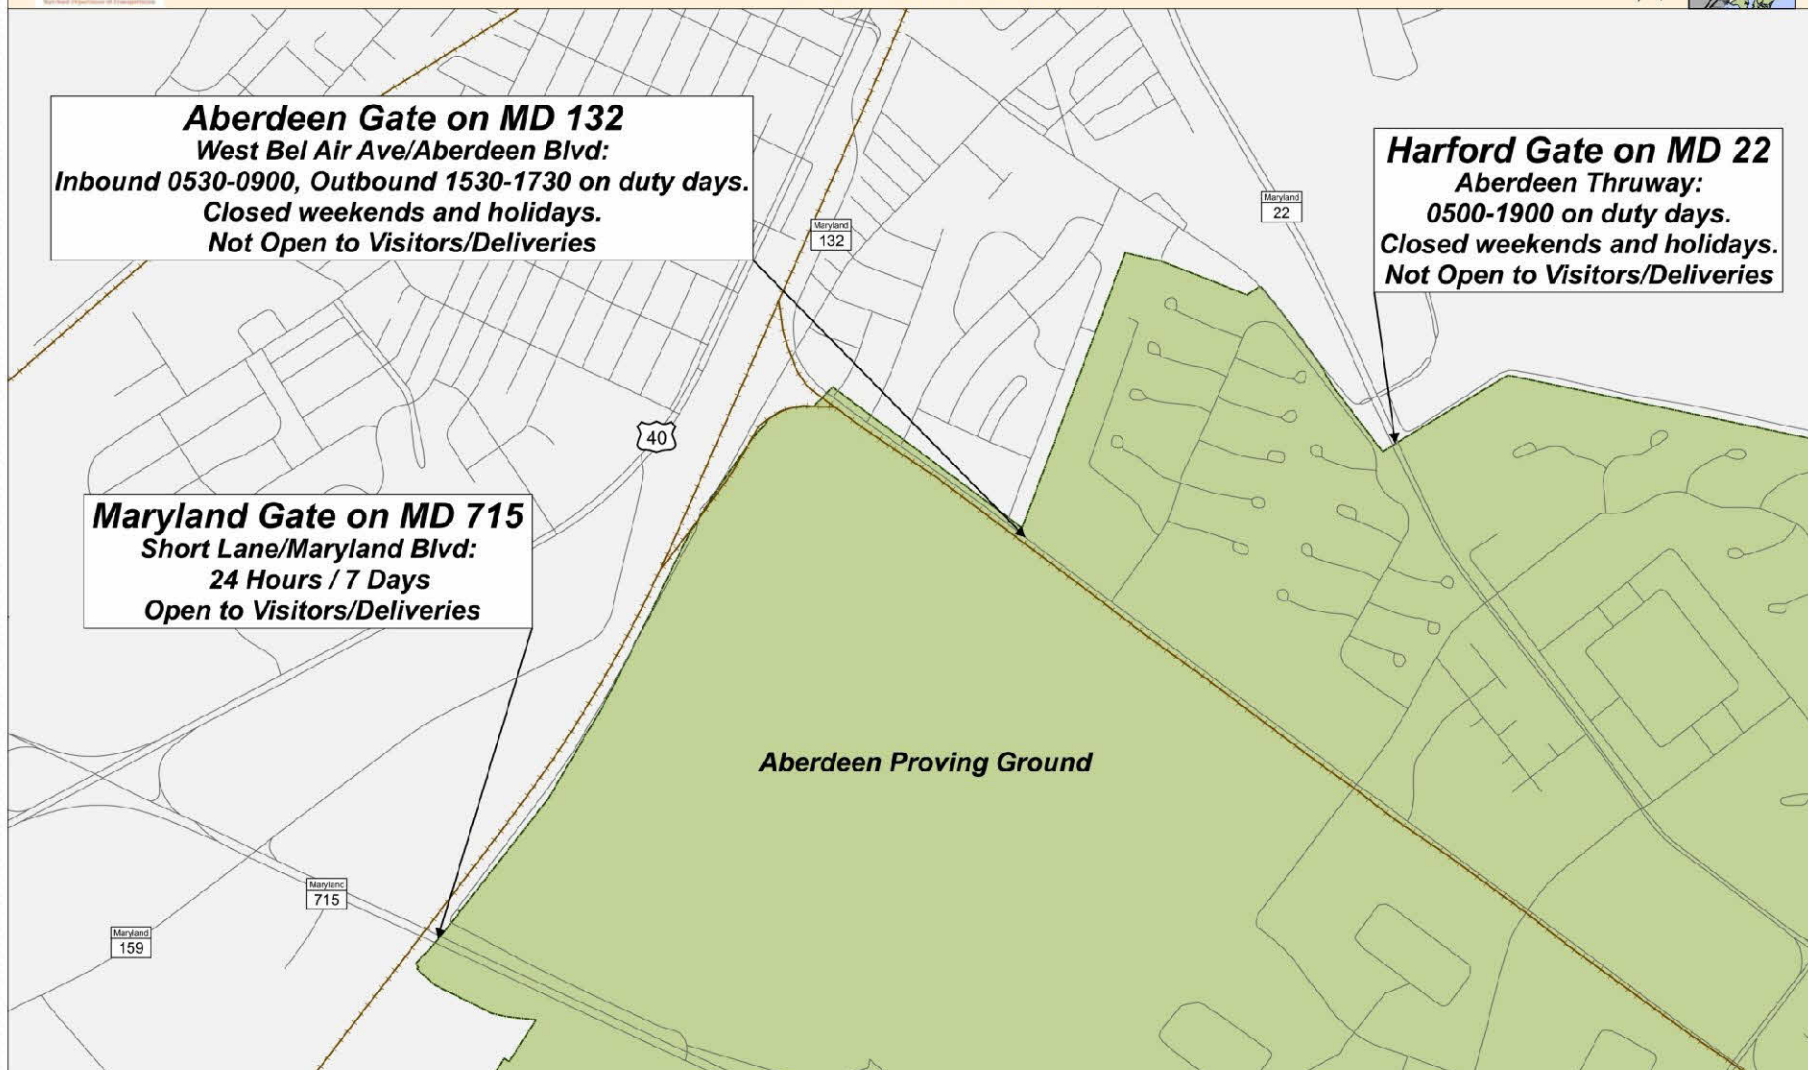 Aberdeen Gate on MD 132
West Bel Air Ave/Aberdeen Blvd:
Inbound 0530-0900, Outbound 1530-1730 on duty days.
Closed weekends and holidays.
Not Open to Visitors/Deliveries
Harford Gate on MD 22
Aberdeen Thruway:
0500-1900 on duty days.
Closed weekends and holidays.
Not Open to Visitors/Deliveries
Maryland
22
Maryland
132
40
Maryland Gate on MD 715
Short Lane/Maryland Blvd:
24 Hours / 7 Days
Open to Visitors/Deliveries
Aberdeen Proving Ground
Maryland
715
Maryland
159